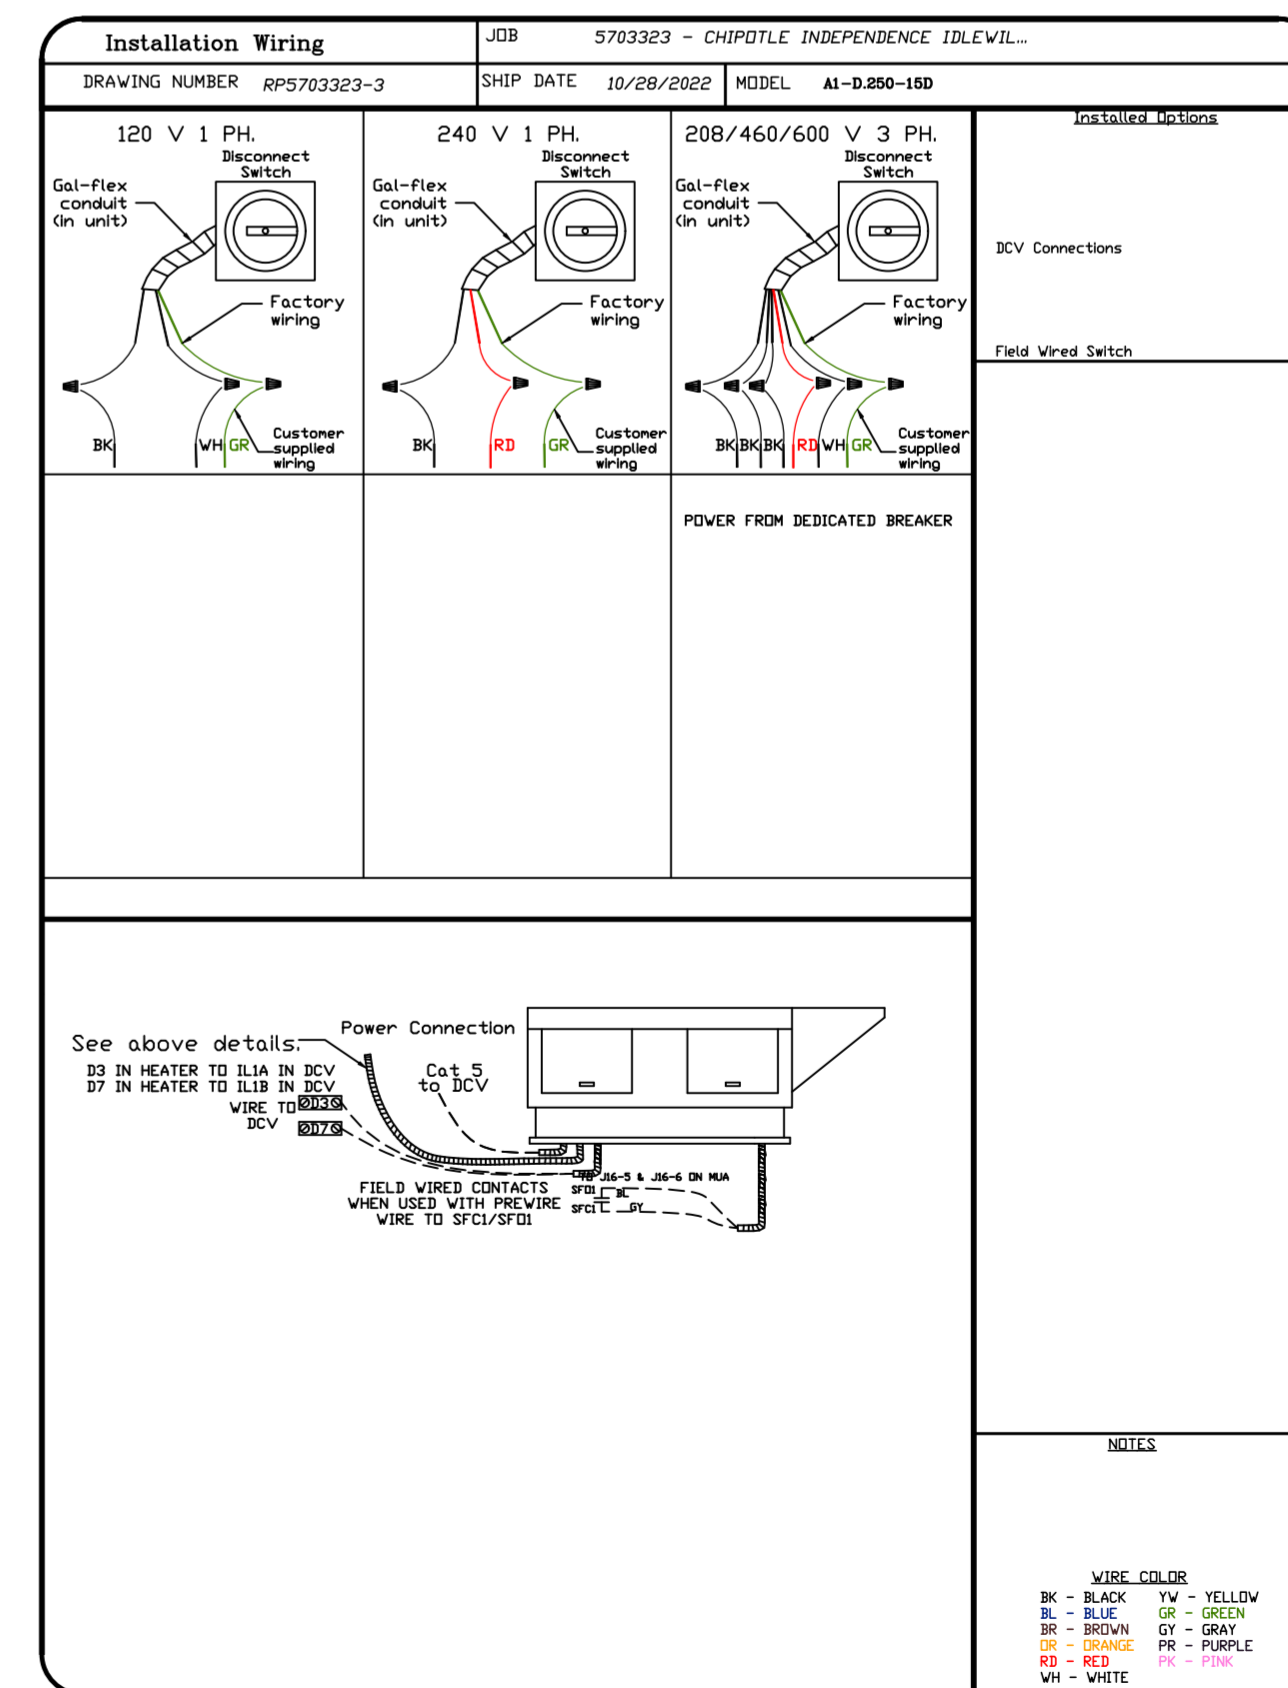 Installation Wiring
JOB 5703323 - CHIPOTLE INDEPENDENCE IDLEWIL...
DRAWING NUMBER RP5703323-3
SHIP DATE 10/28/2022
MODEL A1-D.250-15D
120 V 1 PH.
Disconnect
Switch
Gal-flex
conduit
(in unit)
Factory
wiring
BK
WH
GR
Customer
supplied
wiring
240 V 1 PH.
Disconnect
Switch
Gal-flex
conduit
(in unit)
Factory
wiring
BK
RD
GR
Customer
supplied
wiring
208/460/600 V 3 PH.
Disconnect
Switch
Gal-flex
conduit
(in unit)
Factory
wiring
BK
BK
BK
RD
WH
GR
Customer
supplied
wiring
POWER FROM DEDICATED BREAKER
Installed Options
DCV Connections
Field Wired Switch
Power Connection
See above details.
D3 IN HEATER TO IL1A IN DCV
D7 IN HEATER TO IL1B IN DCV
WIRE TO
DCV
D3
D7
Cat 5
to DCV
TO J16-5 & J16-6 ON MUA
FIELD WIRED CONTACTS
WHEN USED WITH PREWIRE
WIRE TO SFC1/SFO1
SFO1
BL
SFC1
GY
NOTES
WIRE COLOR
BK - BLACK YW - YELLOW
BL - BLUE GR - GREEN
BR - BROWN GY - GRAY
OR - ORANGE PR - PURPLE
RD - RED PK - PINK
WH - WHITE